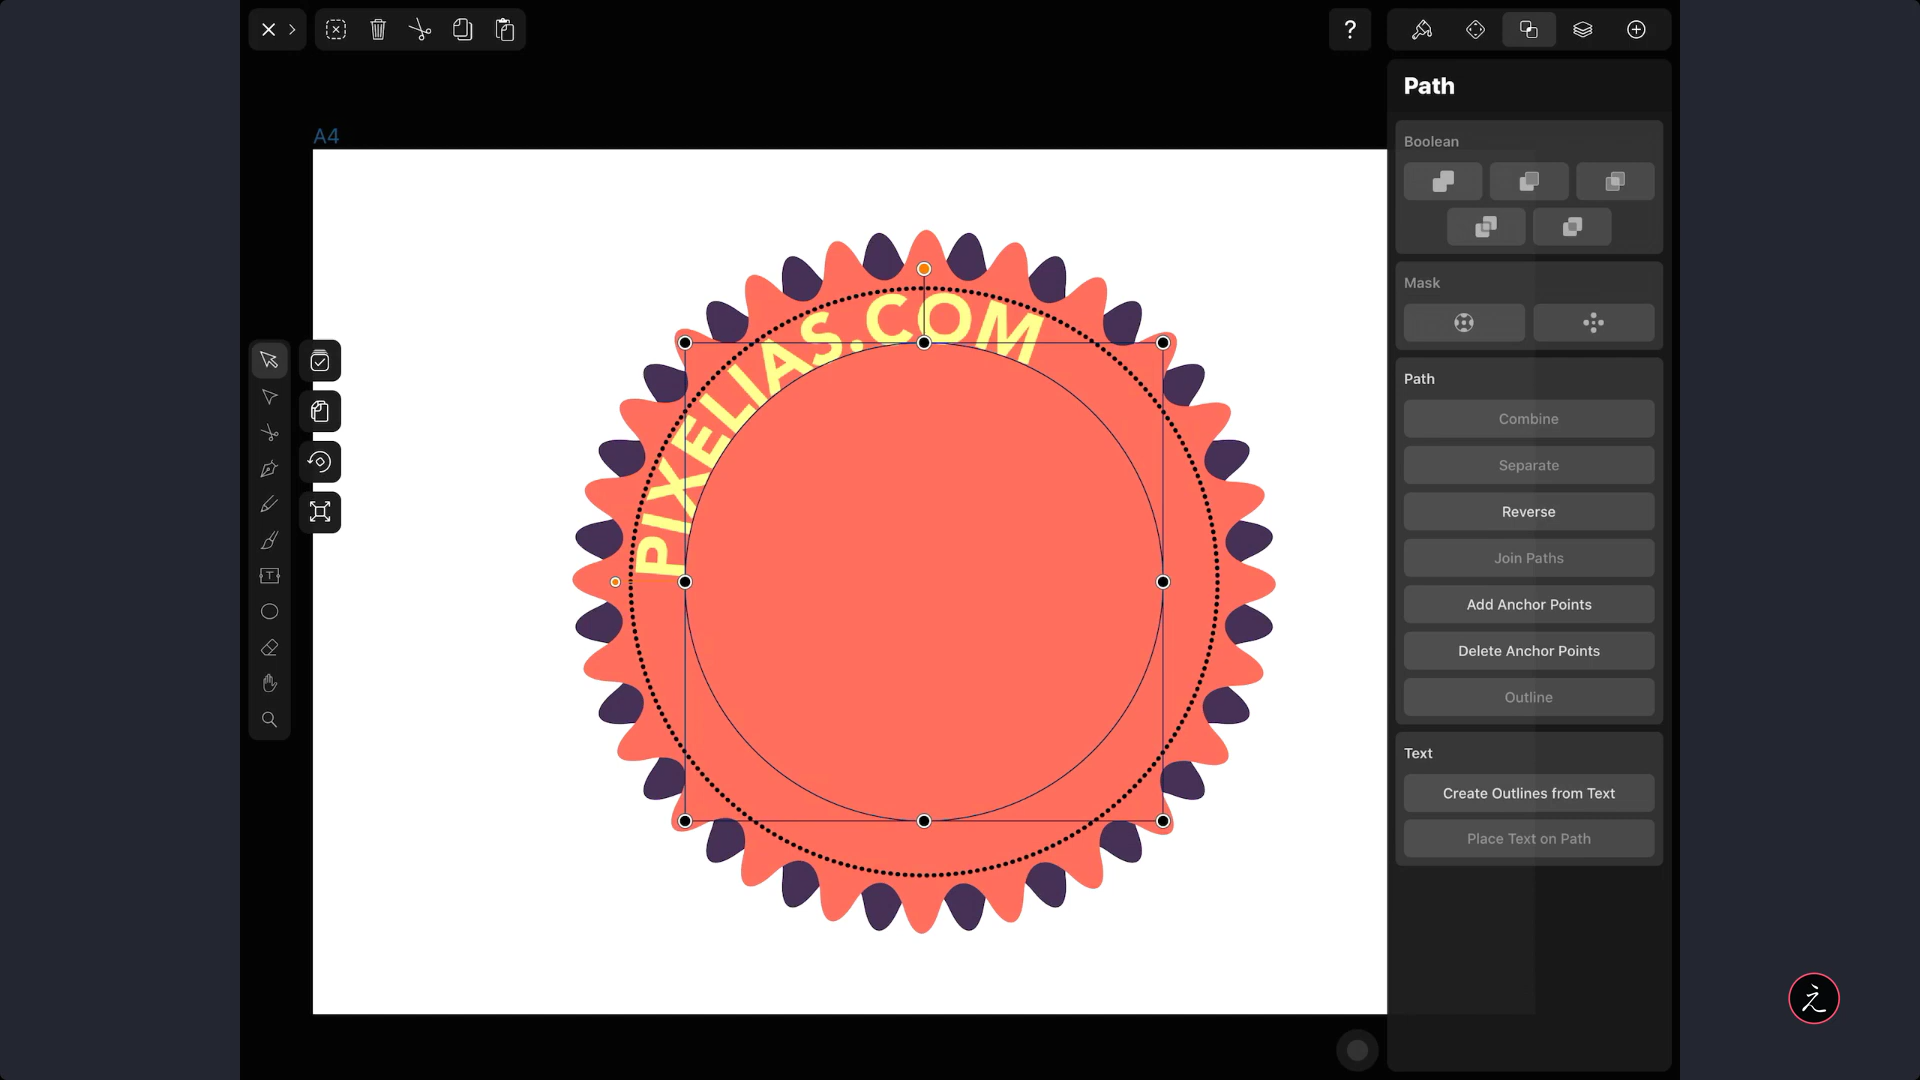 ?
A4
PIXELIAS.COM
Path
Boolean
Mask
Path
Combine
Separate
Reverse
Join Paths
Add Anchor Points
Delete Anchor Points
Outline
Text
Create Outlines from Text
Place Text on Path